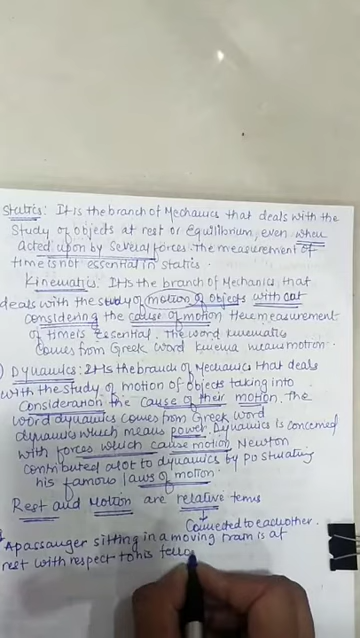 Statics: It is the branch of Mechanics that deals with the
study of objects at rest or Equilibrium, even when
acted upon by several forces. The measurement of
time is not essential in statics.
Kinematics: It is the branch of Mechanics, that
deals with the study of motion of objects with out
considering the cause of motion. Here measurement
of time is essential. The word kinematics
comes from Greek word kinema means motion.
) Dynamics: It is the branch of Mechanics that deals
with the study of motion of objects taking into
Consideration the cause of their motion. The
word dynamics comes from Greek word
dynamics which means power. Dynamics is concerned
with forces which cause motion. Newton
contributed a lot to dynamics by postulating
his famous laws of motion.
Rest and Motion are relative terms
Connected to each other.
A passanger sitting in a moving train is at
rest with respect to his fello